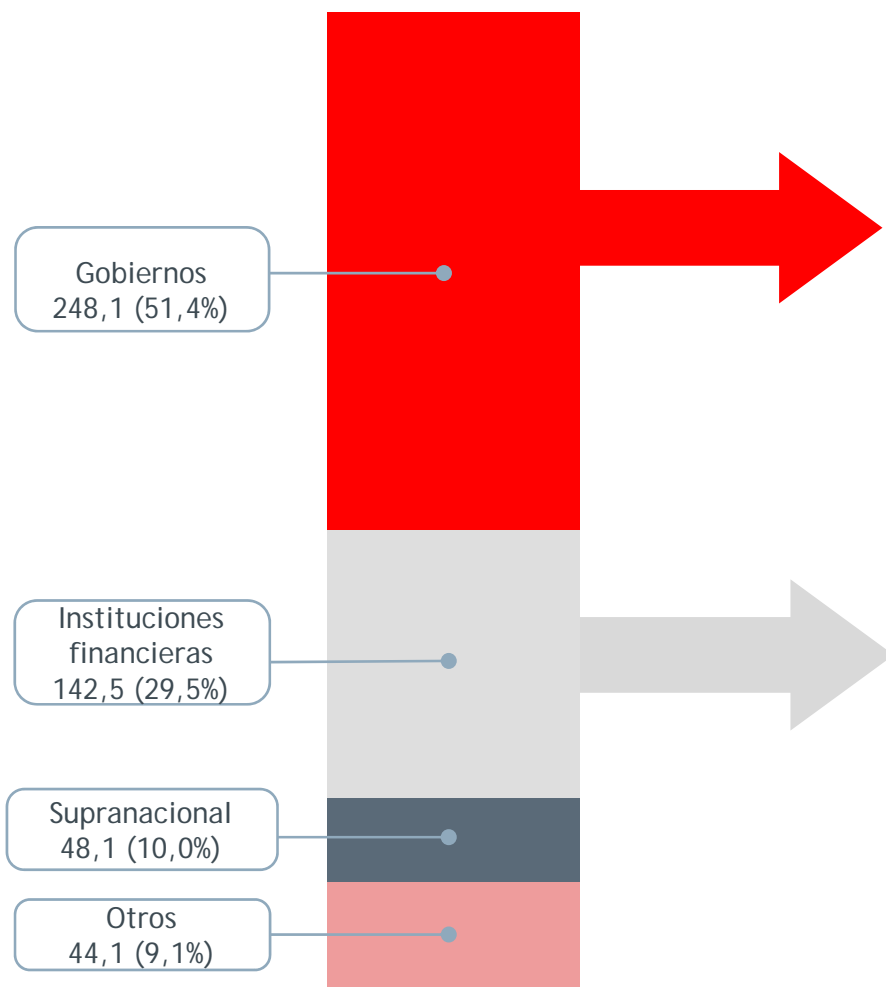 Gobiernos
248,1 (51,4%)
Instituciones
financieras
142,5 (29,5%)
Supranacional
48,1 (10,0%)
Otros
44,1 (9,1%)